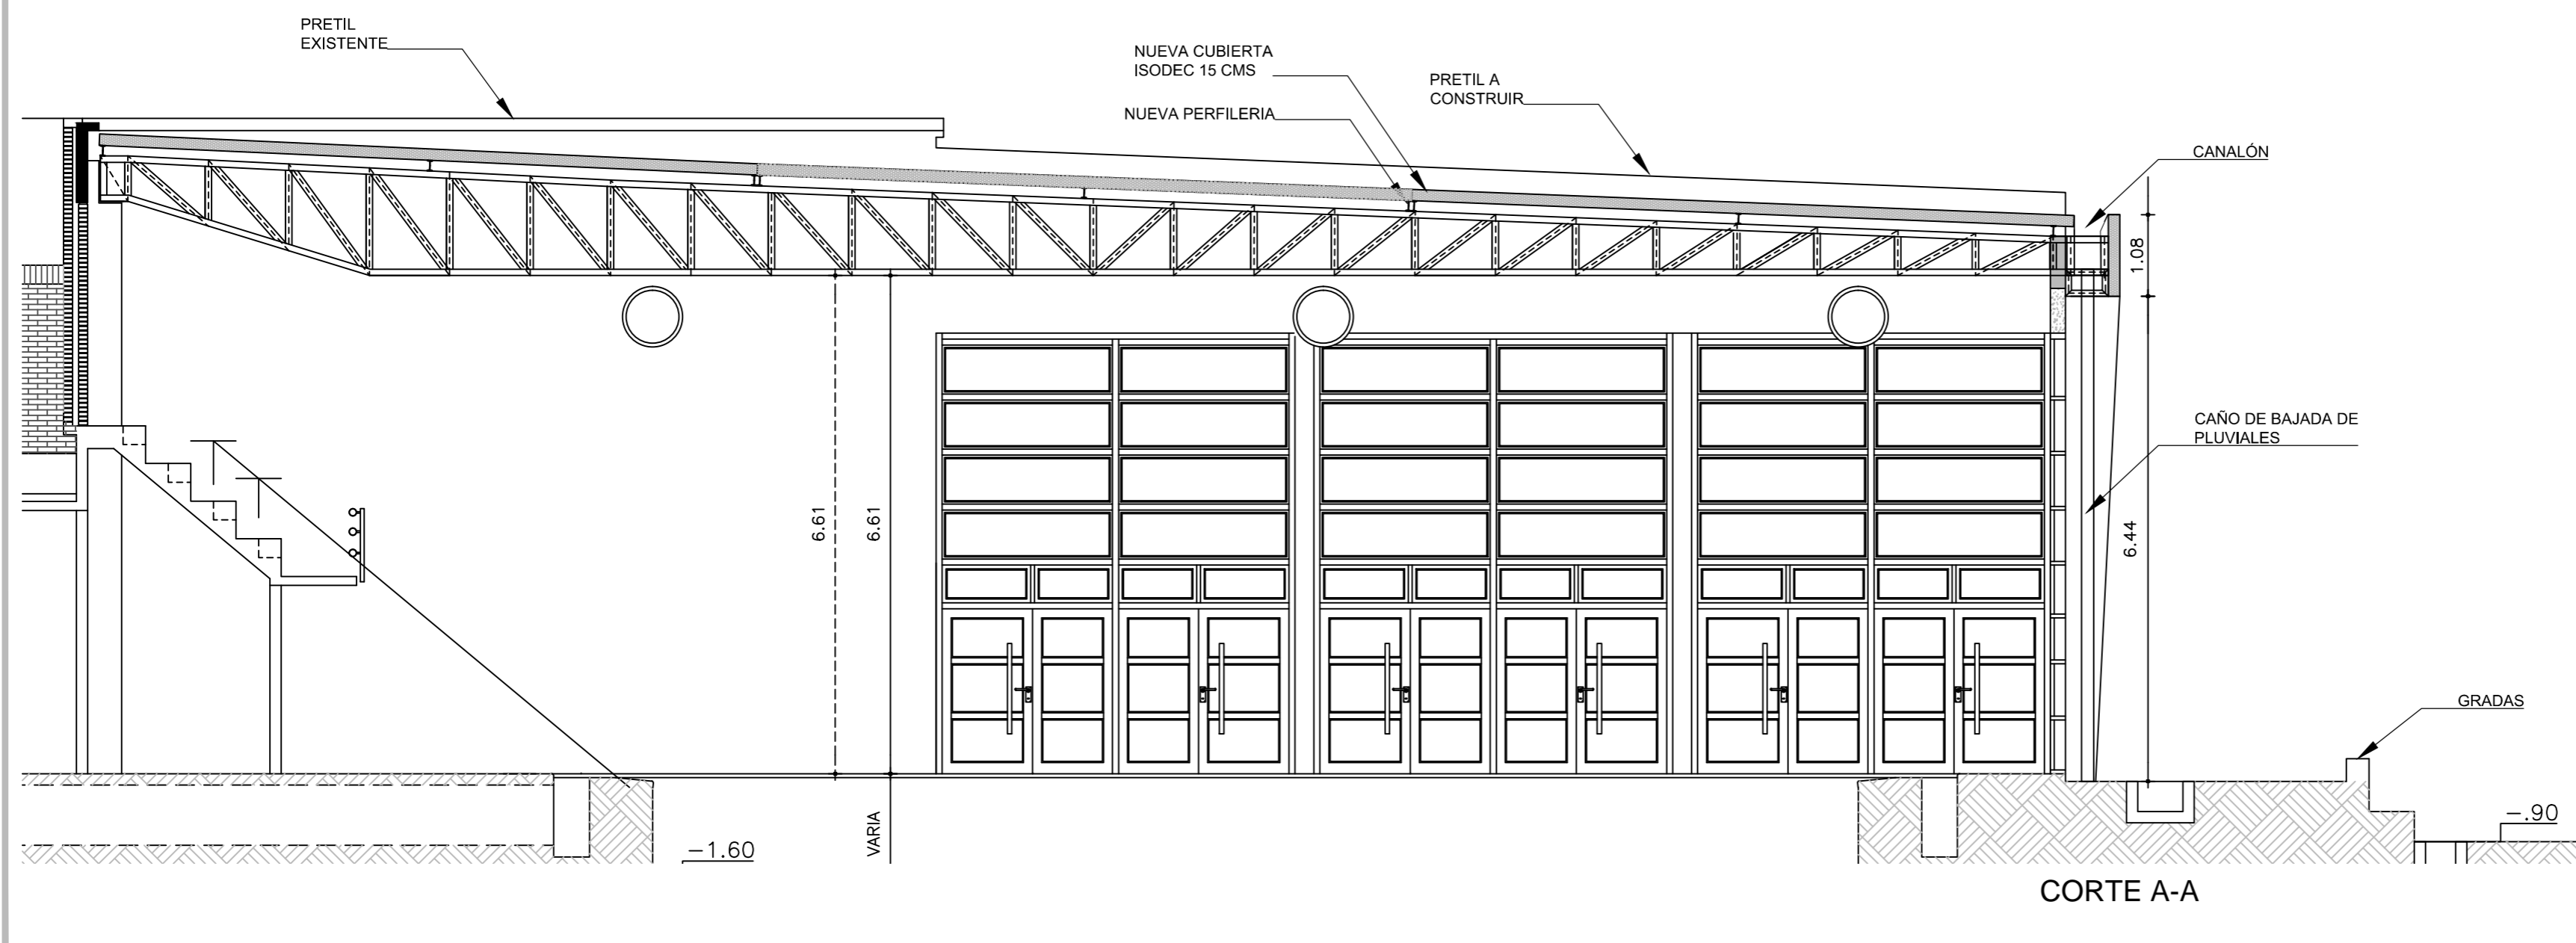 PRETIL
EXISTENTE
NUEVA CUBIERTA
ISODEC 15 CMS
NUEVA PERFILERIA
PRETIL A
CONSTRUIR
CANALÓN
1.08
CAÑO DE BAJADA DE
PLUVIALES
6.61
6.61
6.44
GRADAS
VARIA
-1.60
-.90
CORTE A-A